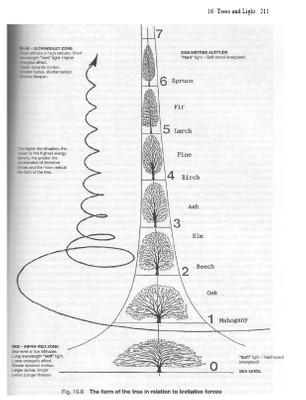 16 Trees and Light 211
7
BLUE – ULTRAVIOLET ZONE
High altitude or high latitude. Short
wavelength "hard" light. Higher
energetic effect.
Faster dynamic motion.
Smaller radius, shorter period.
Shorter lifespan
2000 METRES ALTITUDE
"Hard" light – Soft wood (evergreen)
6
Spruce
Fir
5
Larch
Pine
4
Birch
The higher the situation, the
closer to the highest energy
density, the greater the
acceleration of levitative
forces and the more vertical
the form of the tree.
Ash
3
Elm
Beech
2
Oak
1
Mahogany
RED – INFRA-RED ZONE
Sea level or low latitudes.
Long wavelength "soft" light.
Lower energetic effect.
Slower dynamic motion.
Larger radius, longer
period. Longer lifespan
0
"Soft" light – Hard wood
(evergreen)
SEA-LEVEL
Fig. 16.6 The form of the tree in relation to levitative forces